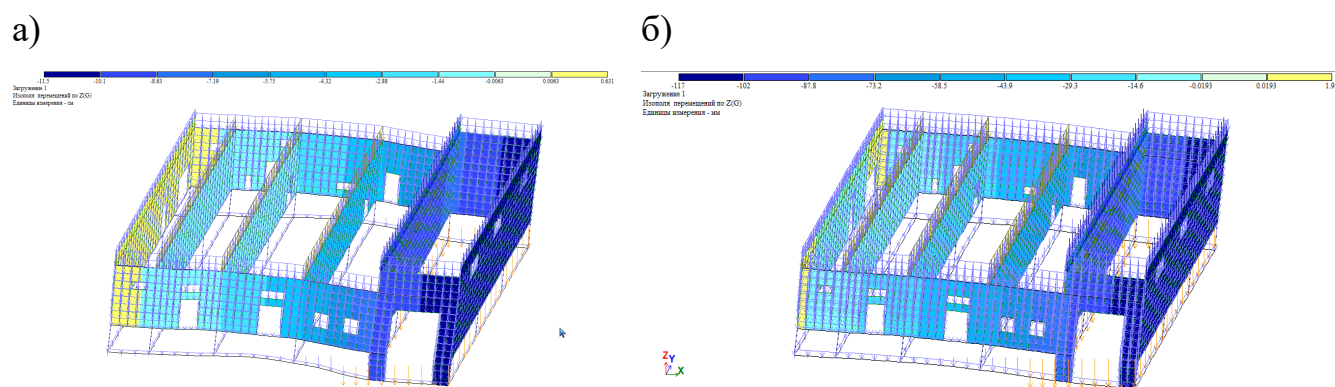 а)
-11.5 -10.1 -8.63 -7.19 -5.75 -4.32 -2.88 -1.44 -0.0063 0.0063 0.631
Загружение 1
Изополя перемещений по Z(G)
Единицы измерения - см
б)
-117 -102 -87.8 -73.2 -58.5 -43.9 -29.3 -14.6 -0.0193 0.0193 1.9
Загружение 1
Изополя перемещений по Z(G)
Единицы измерения - мм
Z
Y
X